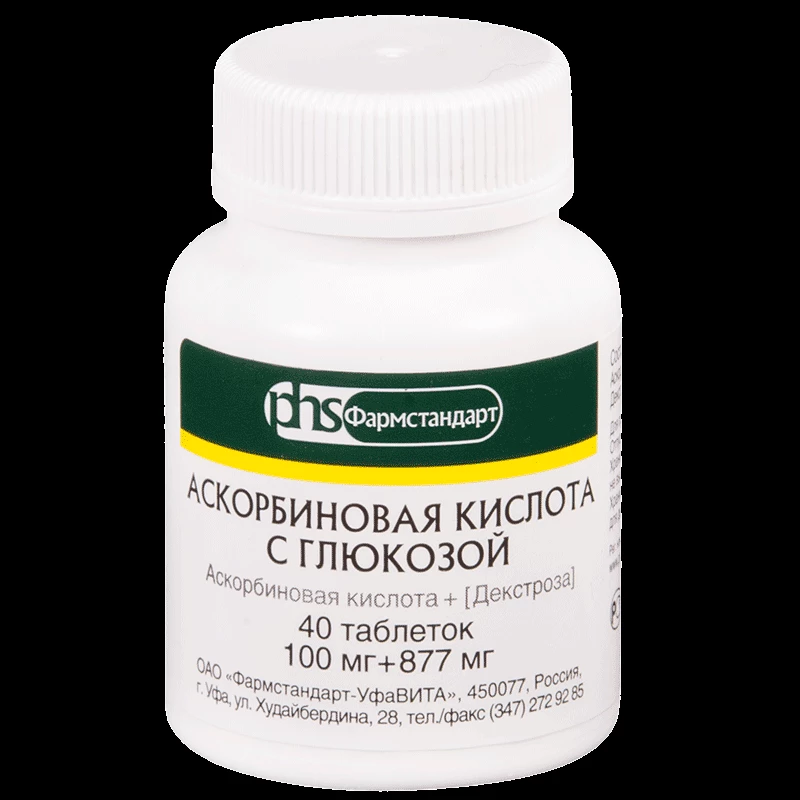 phs Фармстандарт
АСКОРБИНОВАЯ КИСЛОТА
С ГЛЮКОЗОЙ
Аскорбиновая кислота + [Декстроза]
40 таблеток
100 мг+877 мг
ОАО «Фармстандарт-УфаВИТА», 450077, Россия,
г. Уфа, ул. Худайбердина, 28, тел./факс (347) 272 92 85